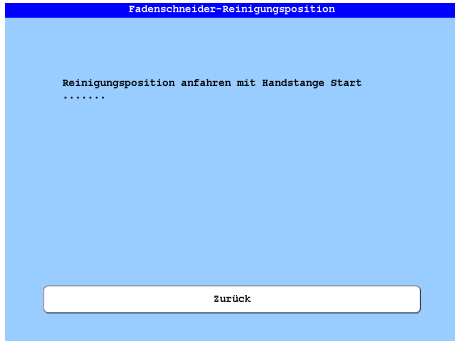 Fadenschneider-Reinigungsposition
Reinigungsposition anfahren mit Handstange Start
.......
Zurück